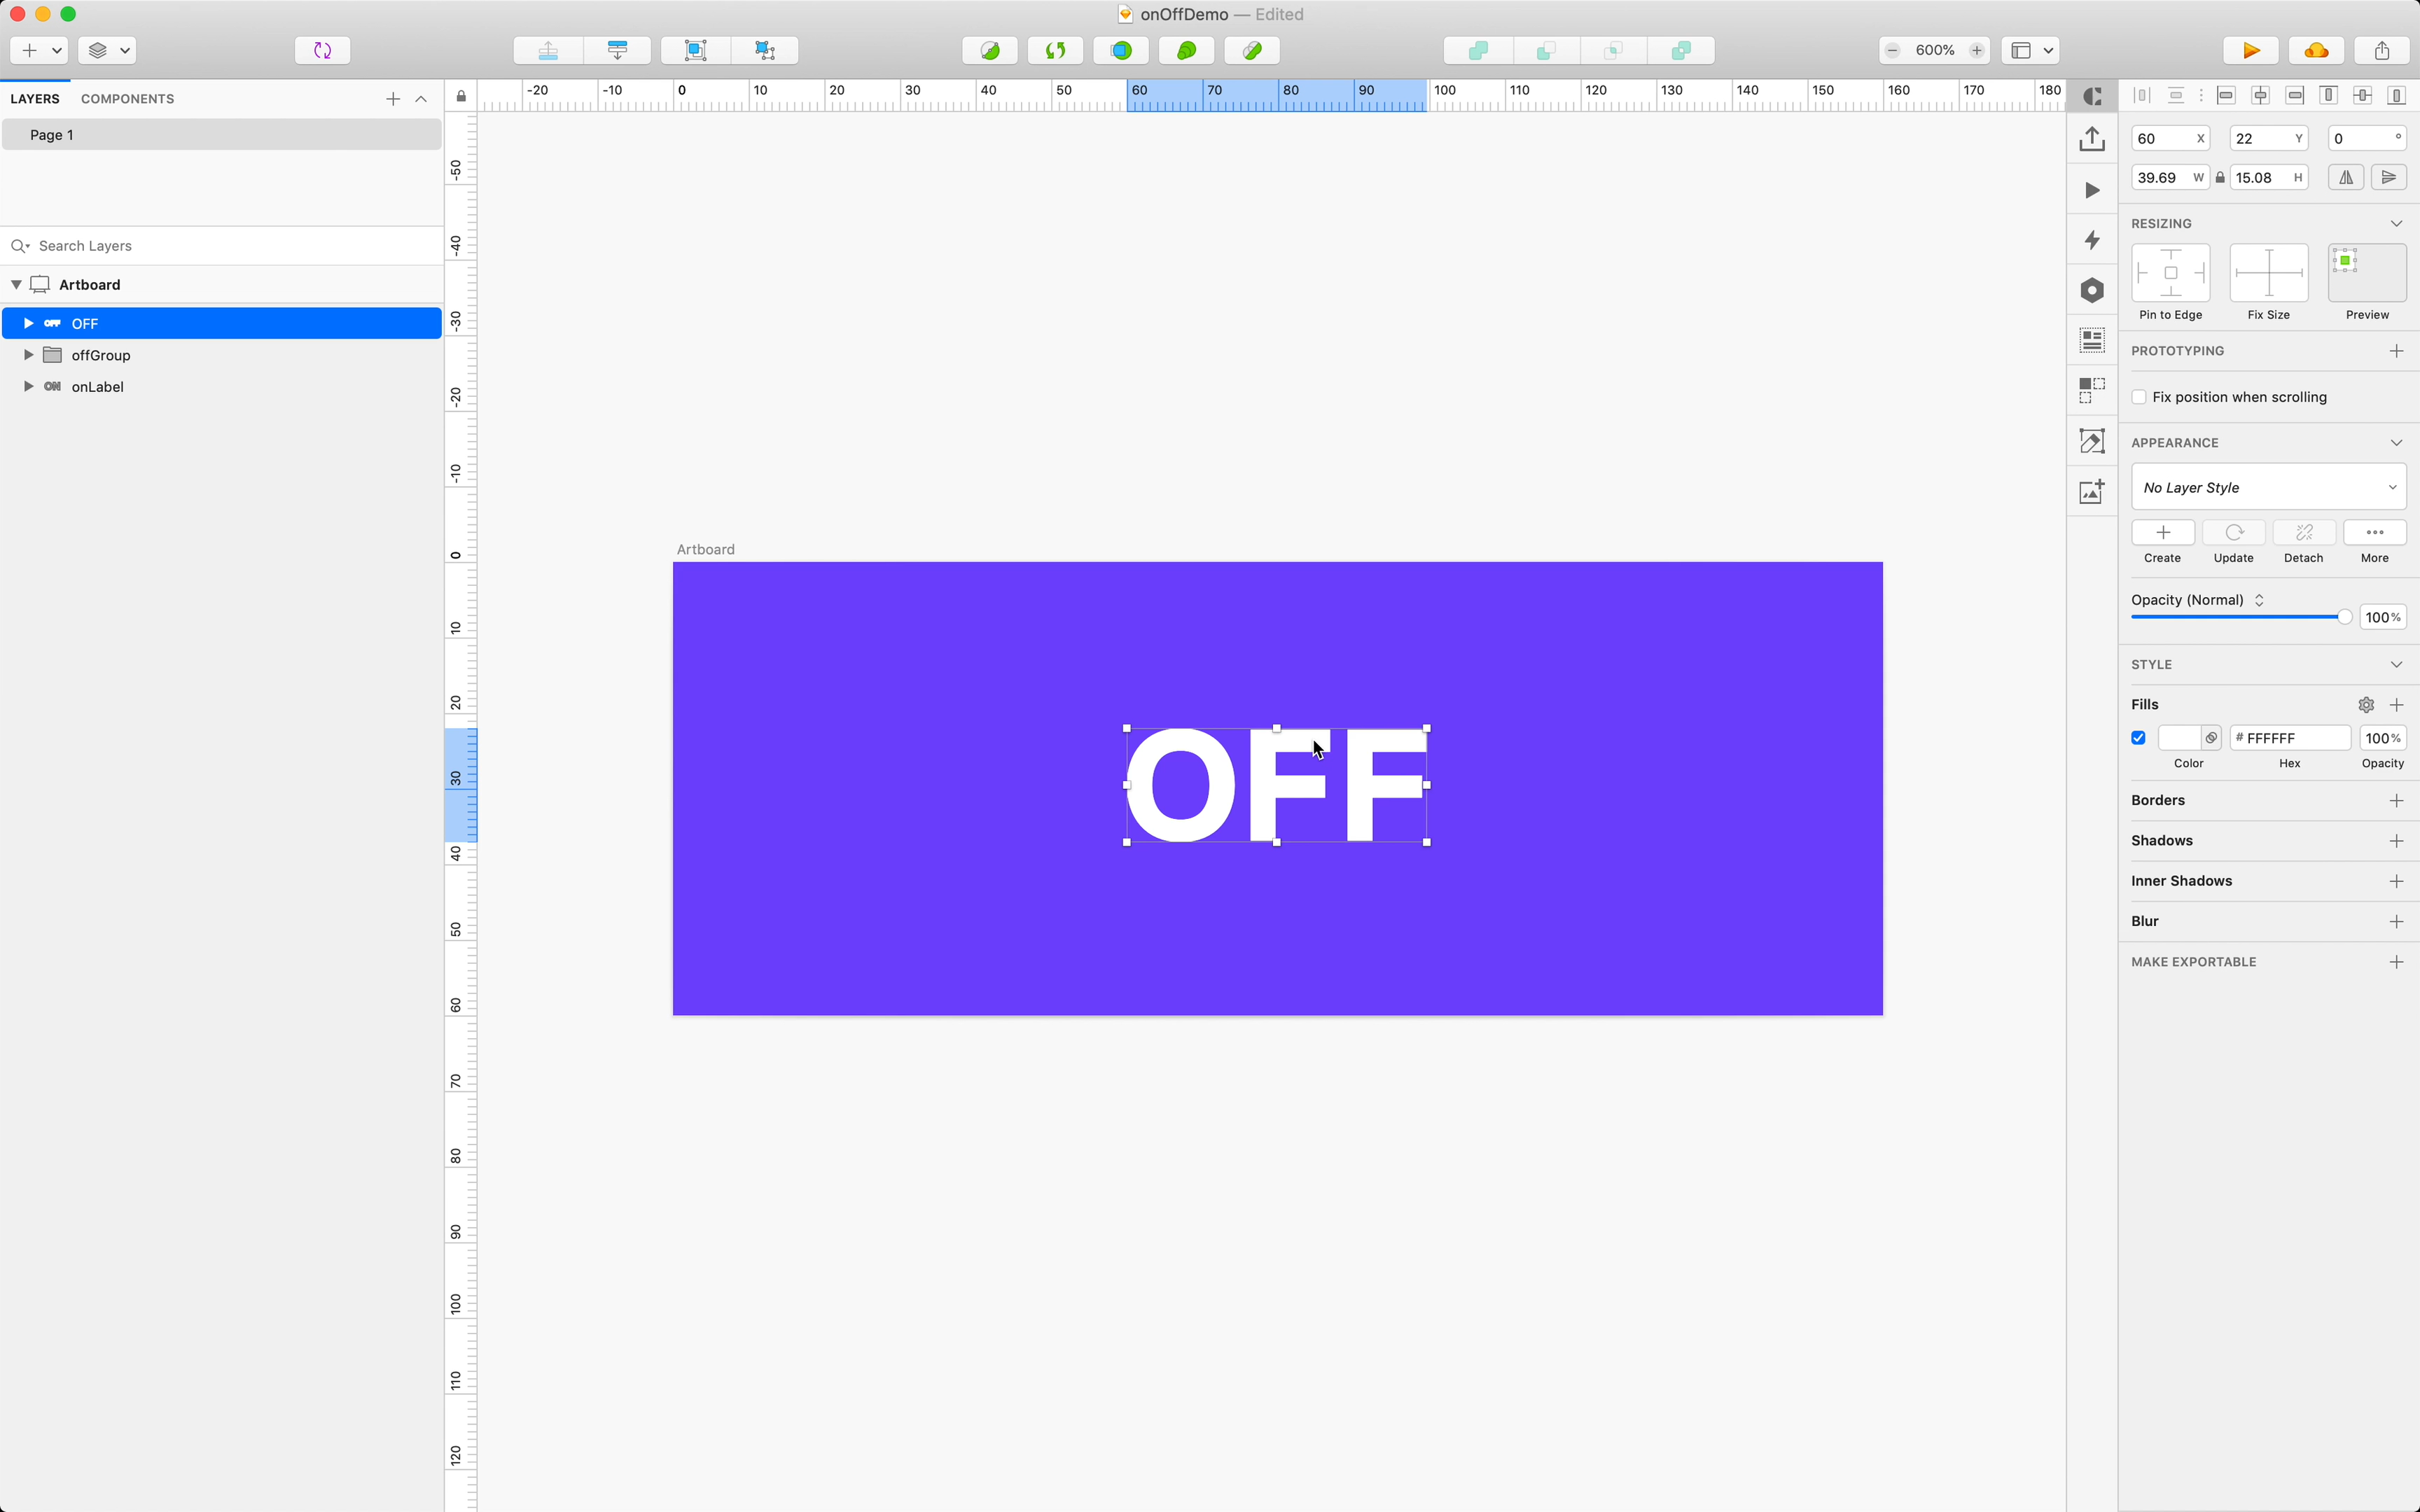 onOffDemo — Edited
600%
LAYERS COMPONENTS
Page 1
Search Layers
Artboard
OFF OFF
offGroup
ON onLabel
-20 -10 0 10 20 30 40 50 60 70 80 90 100 110 120 130 140 150 160 170 180
-50
-40
-30
-20
-10
0
10
20
30
40
50
60
70
80
90
100
110
120
Artboard
OFF
60 X 22 Y 0 °
39.69 W 15.08 H
RESIZING
Pin to Edge Fix Size Preview
PROTOTYPING
Fix position when scrolling
APPEARANCE
No Layer Style
Create Update Detach More
Opacity (Normal)
100%
STYLE
Fills
# FFFFFF 100%
Color Hex Opacity
Borders
Shadows
Inner Shadows
Blur
MAKE EXPORTABLE